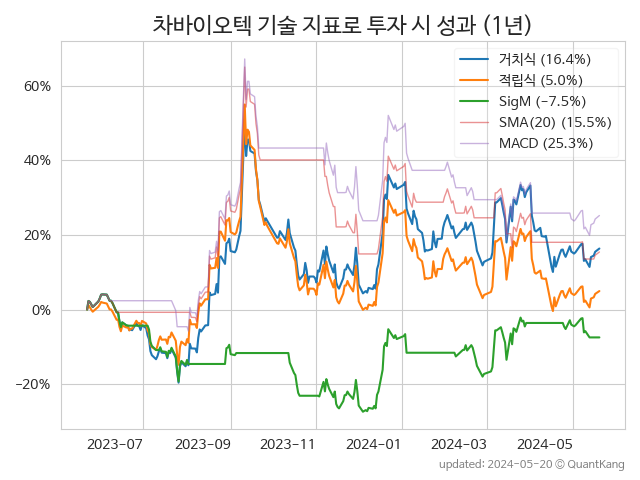 차바이오텍 기술 지표로 투자 시 성과 (1년)
거치식 (16.4%)
적립식 (5.0%)
SigM (−7.5%)
SMA(20) (15.5%)
MACD (25.3%)
60%
40%
20%
0%
−20%
2023−07
2023−09
2023−11
2024−01
2024−03
2024−05
updated: 2024−05−20 ⓒ QuantKang